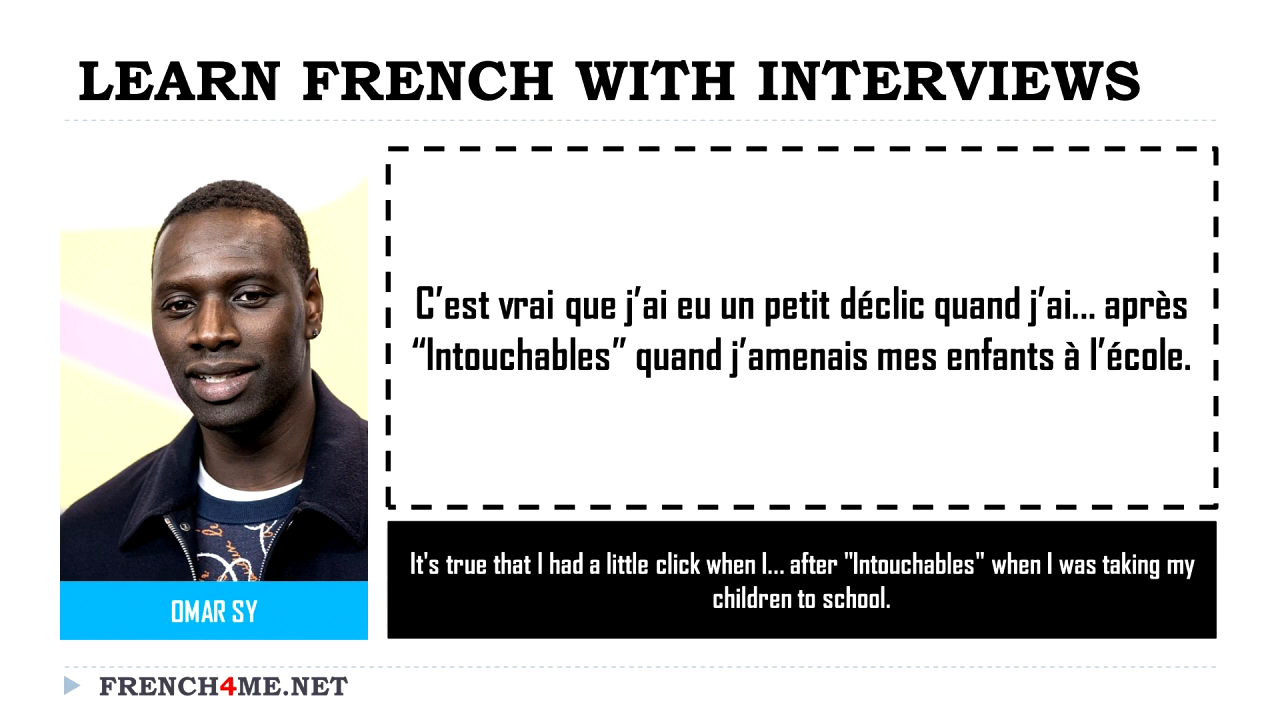 LEARN FRENCH WITH INTERVIEWS
C’est vrai que j’ai eu un petit déclic quand j’ai... après
“Intouchables” quand j’amenais mes enfants à l’école.
It's true that I had a little click when I... after "Intouchables" when I was taking my
children to school.
OMAR SY
FRENCH4ME.NET